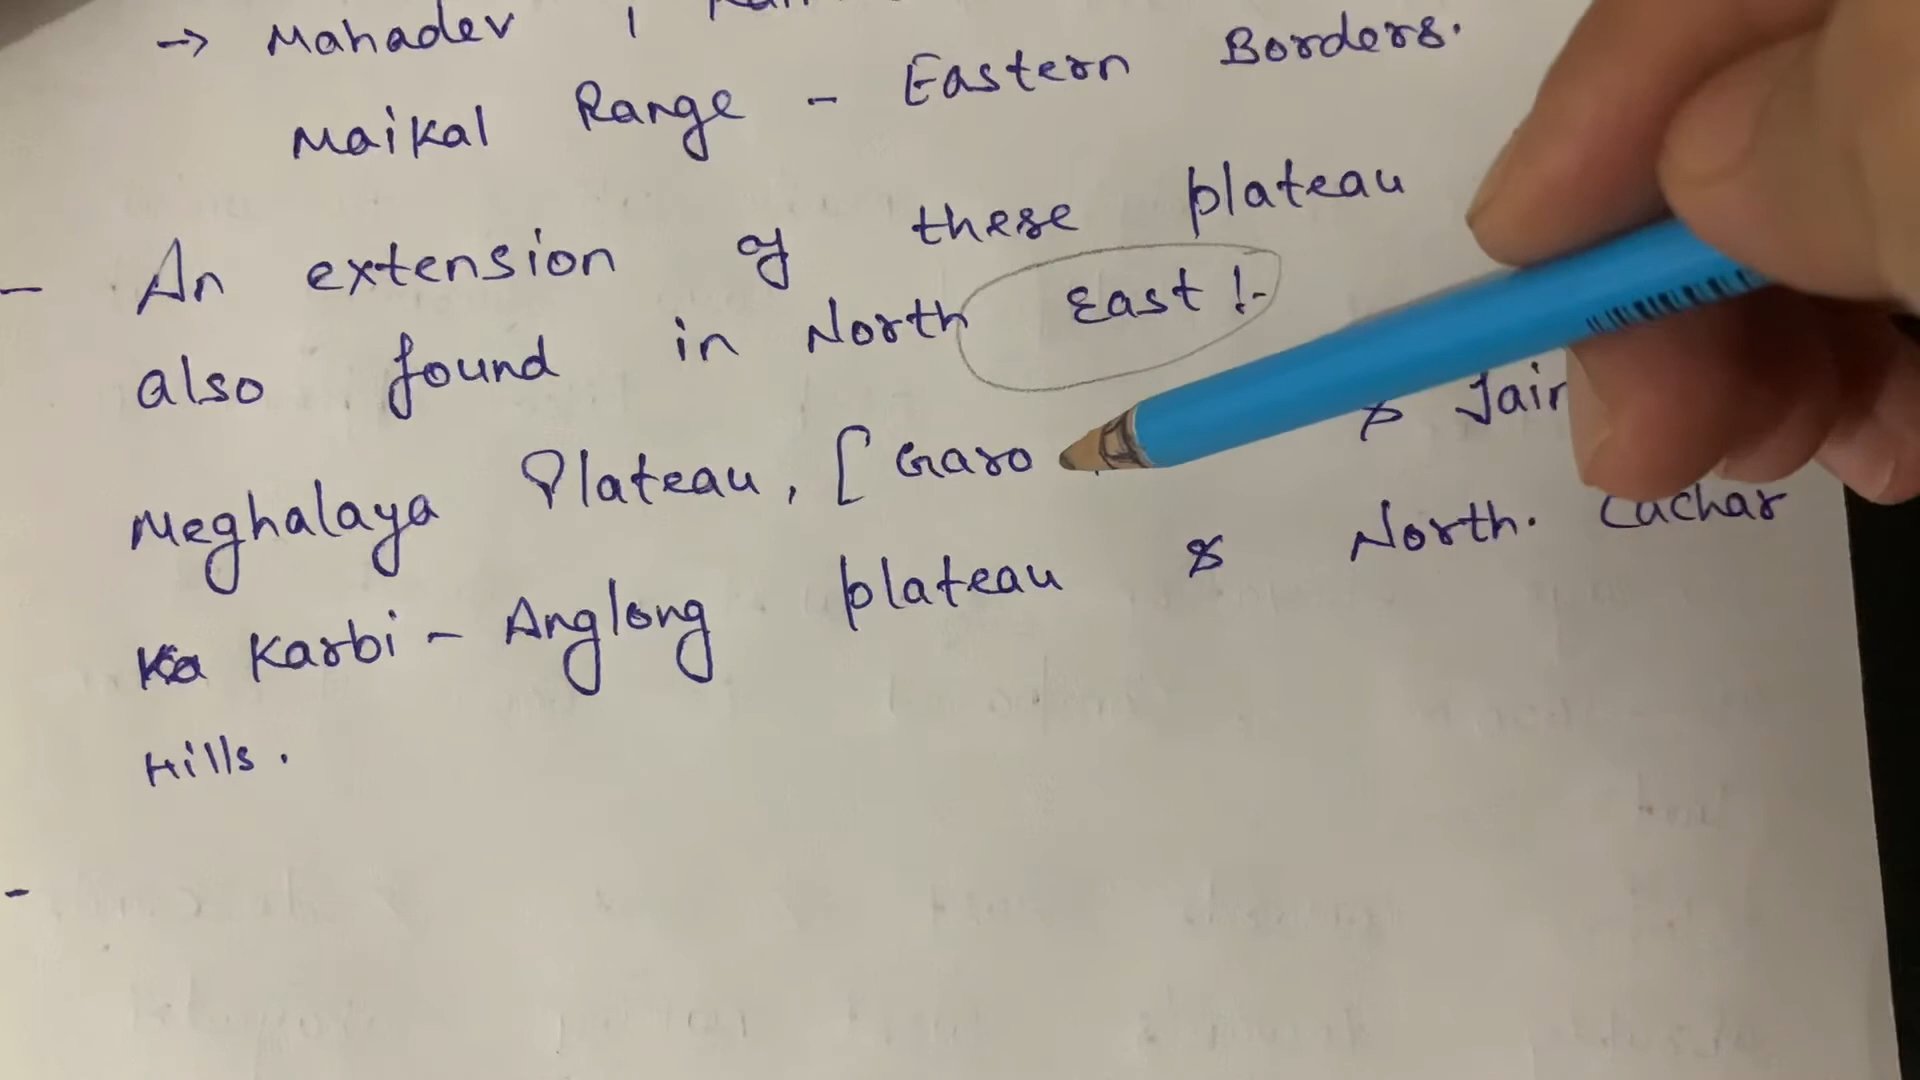 → Mahadev,
Maikal Range - Eastern Borders.
- An extension of these plateau
also found in North East !-
Meghalaya Plateau, [Garo &
Ka Karbi - Anglong plateau & North. Cachar
Hills.
-